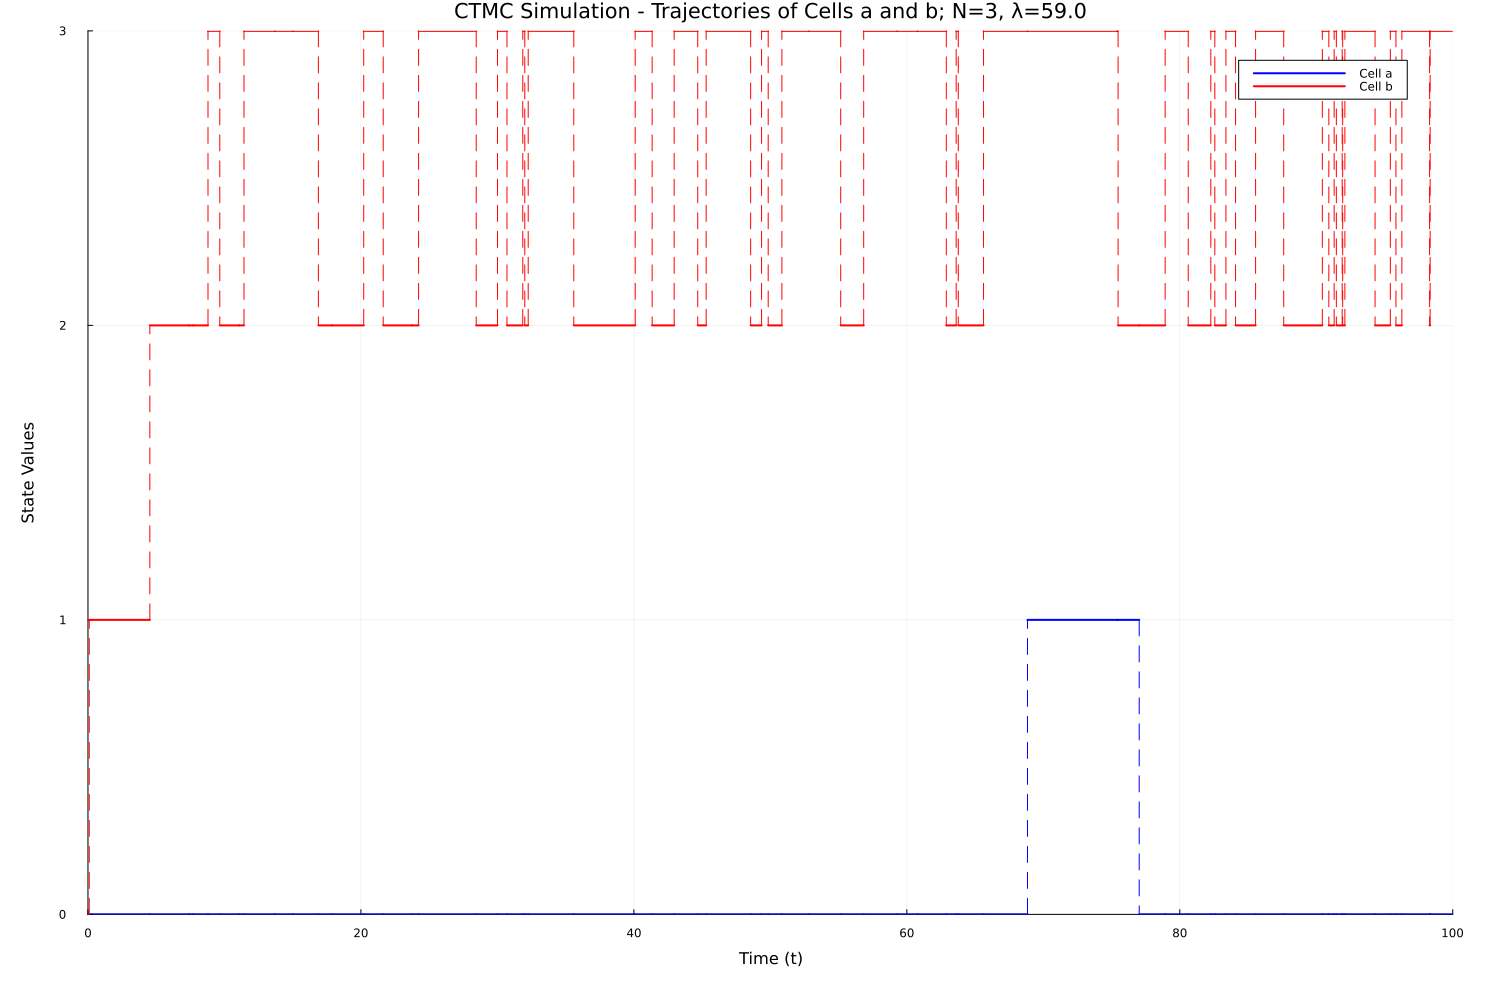 CTMC Simulation - Trajectories of Cells a and b; N=3, λ=59.0
3
Cell a
Cell b
2
State Values
1
0
0 20 40 60 80 100
Time (t)